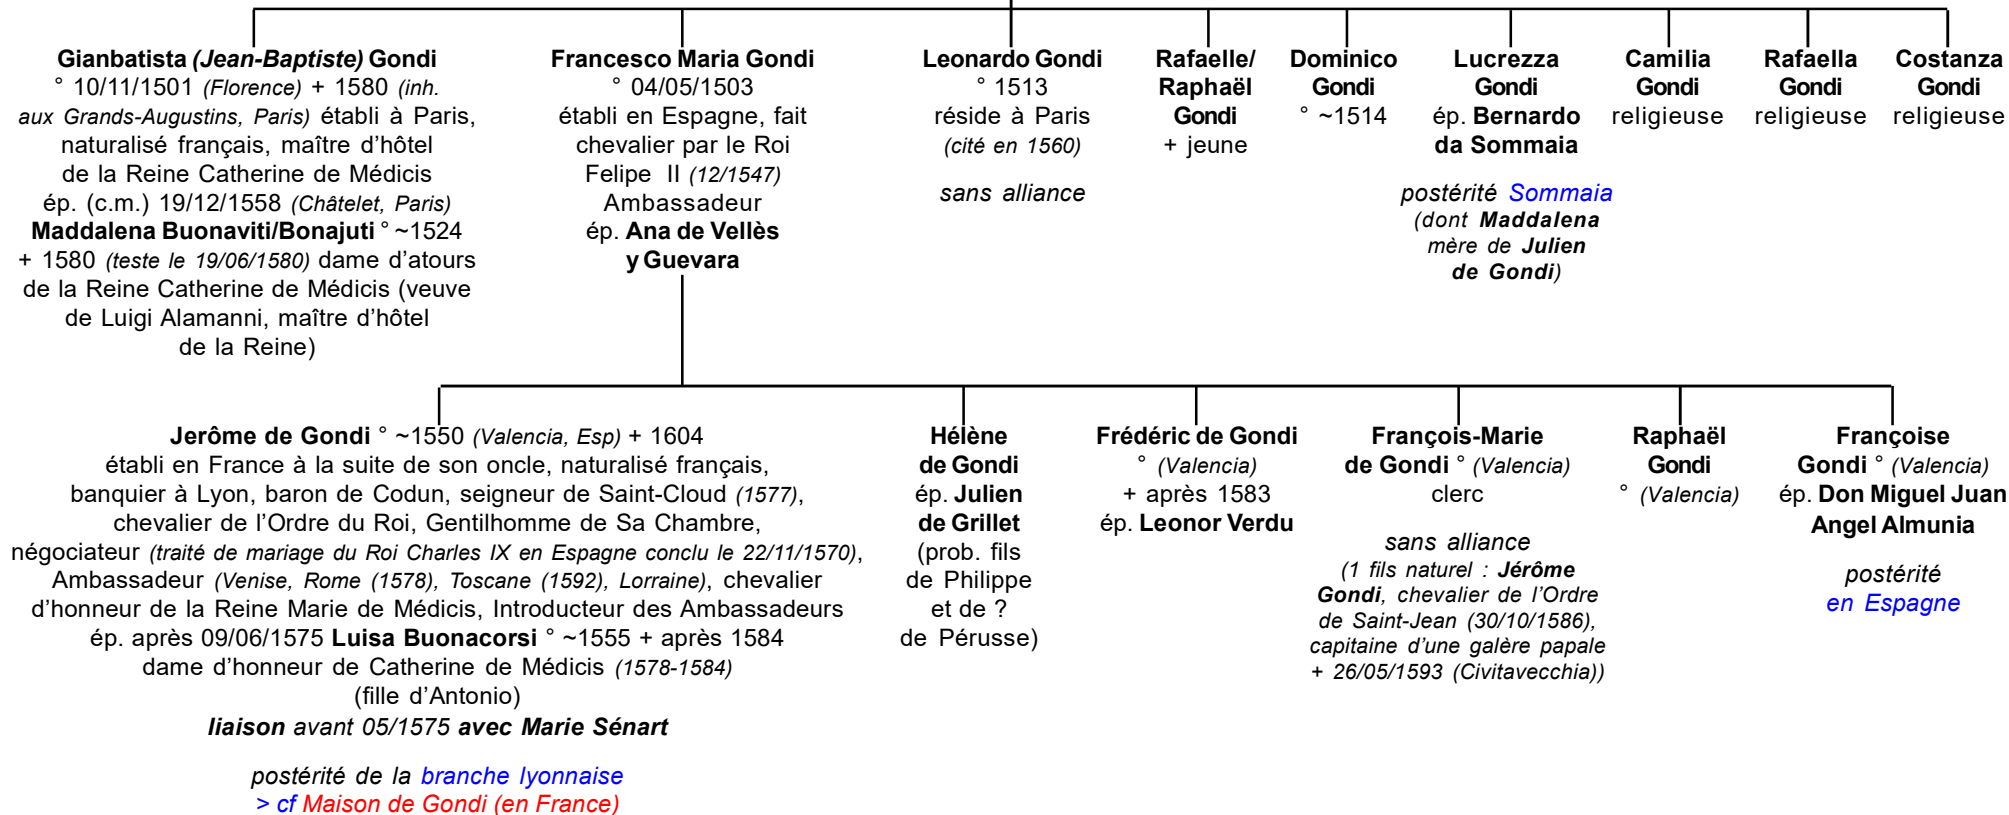 Gianbatista (Jean-Baptiste) Gondi
° 10/11/1501 (Florence) + 1580 (inh.
aux Grands-Augustins, Paris) établi à Paris,
naturalisé français, maître d’hôtel
de la Reine Catherine de Médicis
ép. (c.m.) 19/12/1558 (Châtelet, Paris)
Maddalena Buonaviti/Bonajuti ° ~1524
+ 1580 (teste le 19/06/1580) dame d’atours
de la Reine Catherine de Médicis (veuve
de Luigi Alamanni, maître d’hôtel
de la Reine)
Francesco Maria Gondi
° 04/05/1503
établi en Espagne, fait
chevalier par le Roi
Felipe II (12/1547)
Ambassadeur
ép. Ana de Vellès
y Guevara
Leonardo Gondi
° 1513
réside à Paris
(cité en 1560)
sans alliance
Rafaelle/
Raphaël
Gondi
+ jeune
Dominico
Gondi
° ~1514
Lucrezza
Gondi
ép. Bernardo
da Sommaia
postérité Sommaia
(dont Maddalena
mère de Julien
de Gondi)
Camilia
Gondi
religieuse
Rafaella
Gondi
religieuse
Costanza
Gondi
religieuse
Jerôme de Gondi ° ~1550 (Valencia, Esp) + 1604
établi en France à la suite de son oncle, naturalisé français,
banquier à Lyon, baron de Codun, seigneur de Saint-Cloud (1577),
chevalier de l’Ordre du Roi, Gentilhomme de Sa Chambre,
négociateur (traité de mariage du Roi Charles IX en Espagne conclu le 22/11/1570),
Ambassadeur (Venise, Rome (1578), Toscane (1592), Lorraine), chevalier
d’honneur de la Reine Marie de Médicis, Introducteur des Ambassadeurs
ép. après 09/06/1575 Luisa Buonacorsi ° ~1555 + après 1584
dame d’honneur de Catherine de Médicis (1578-1584)
(fille d’Antonio)
liaison avant 05/1575 avec Marie Sénart
postérité de la branche lyonnaise
> cf Maison de Gondi (en France)
Hélène
de Gondi
ép. Julien
de Grillet
(prob. fils
de Philippe
et de ?
de Pérusse)
Frédéric de Gondi
° (Valencia)
+ après 1583
ép. Leonor Verdu
François-Marie
de Gondi ° (Valencia)
clerc
sans alliance
(1 fils naturel : Jérôme
Gondi, chevalier de l’Ordre
de Saint-Jean (30/10/1586),
capitaine d’une galère papale
+ 26/05/1593 (Civitavecchia))
Raphaël
Gondi
° (Valencia)
Françoise
Gondi ° (Valencia)
ép. Don Miguel Juan
Angel Almunia
postérité
en Espagne